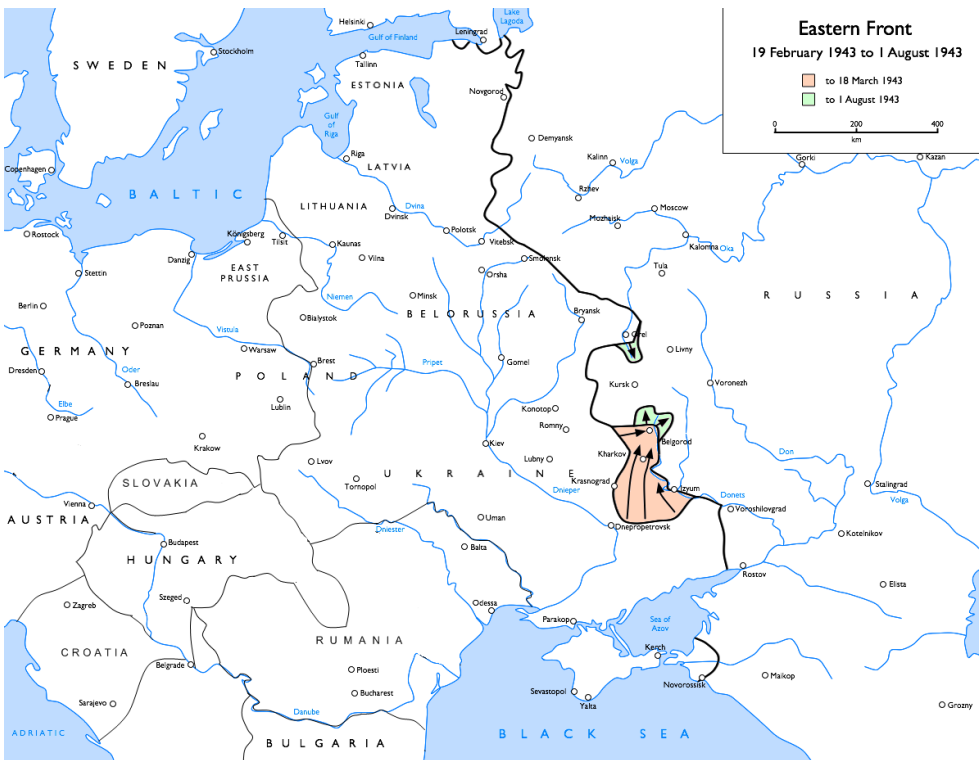 Eastern Front
19 February 1943 to 1 August 1943
to 18 March 1943
to 1 August 1943
0 200 400
km
Helsinki
Lake
Lagoda
Leningrad
Gulf of Finland
Stockholm
SWEDEN
Tallinn
ESTONIA
Novgorod
Gulf
of
Riga
Demyansk
Riga
LATVIA
Kalinn
Volga
Gorki
Kazan
Copenhagen
BALTIC
Rzhev
LITHUANIA
Dvina
Dvinsk
Mozhaisk
Moscow
Rostock
Königsberg
Tilsit
Kaunas
Polotsk
Vitebsk
Kalomna
Oka
Danzig
Vilna
Smolensk
Stettin
EAST
PRUSSIA
Orsha
Tula
Berlin
Niemen
Minsk
RUSSIA
Bialystok
BELORUSSIA
Bryansk
Poznan
Vistula
Orel
GERMANY
Warsaw
Livny
Dresden
Oder
Brest
Pripet
Gomel
POLAND
Breslau
Kursk
Voronezh
Elbe
Lublin
Prague
Konotop
Romny
Krakow
Kiev
Belgorod
Kharkov
Don
Lvov
Lubny
SLOVAKIA
UKRAINE
Tornopol
Krasnograd
Dnieper
Izyum
Stalingrad
Donets
Volga
Vienna
Voroshilovgrad
AUSTRIA
Uman
Dniester
Dnepropetrovsk
Kotelnikov
Budapest
Balta
HUNGARY
Rostov
Elista
Szeged
Zagreb
Odessa
Parakop
Sea of
Azov
RUMANIA
CROATIA
Kerch
Belgrade
Ploesti
Maikop
Novorossisk
Bucharest
Sevastopol
Yalta
Sarajevo
Danube
Grozny
ADRIATIC
BLACK SEA
BULGARIA